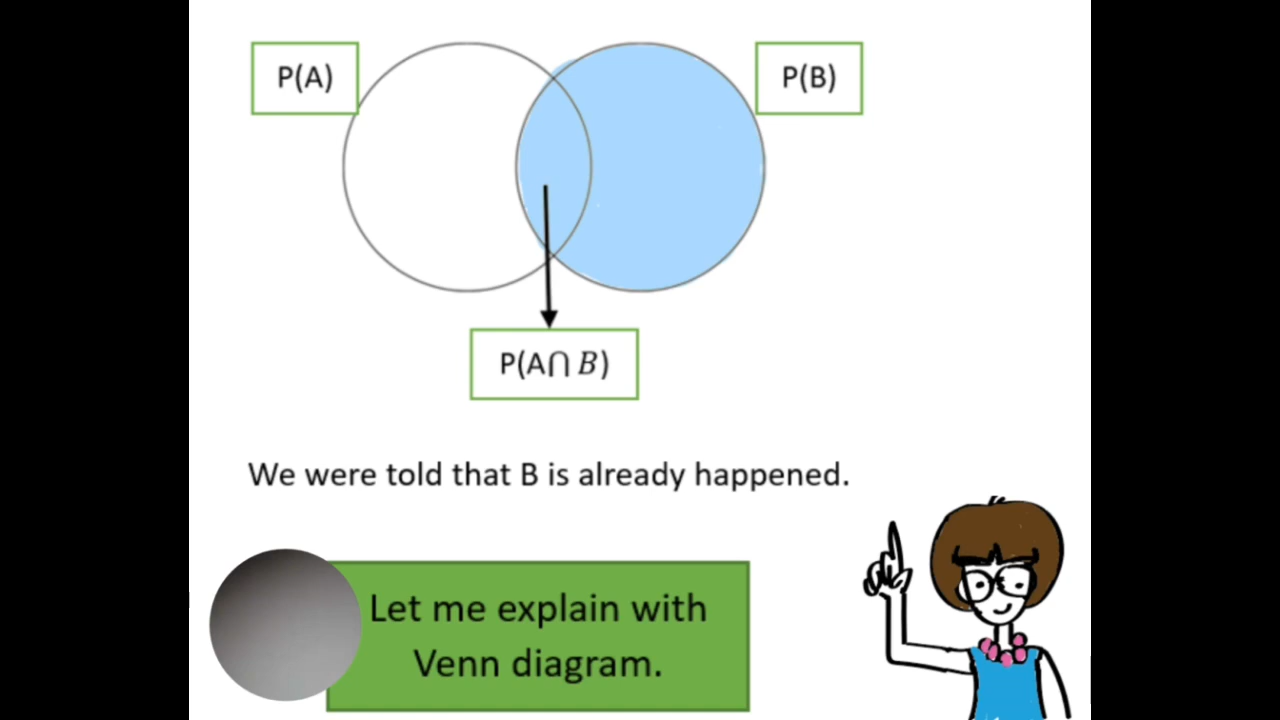 P(A)
P(B)
P(A∩ B)
We were told that B is already happened.
Let me explain with
Venn diagram.